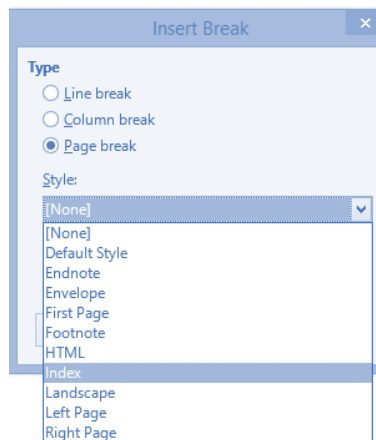 Insert Break
Type
Line break
Column break
Page break
Style:
[None]
[None]
Default Style
Endnote
Envelope
First Page
Footnote
HTML
Index
Landscape
Left Page
Right Page